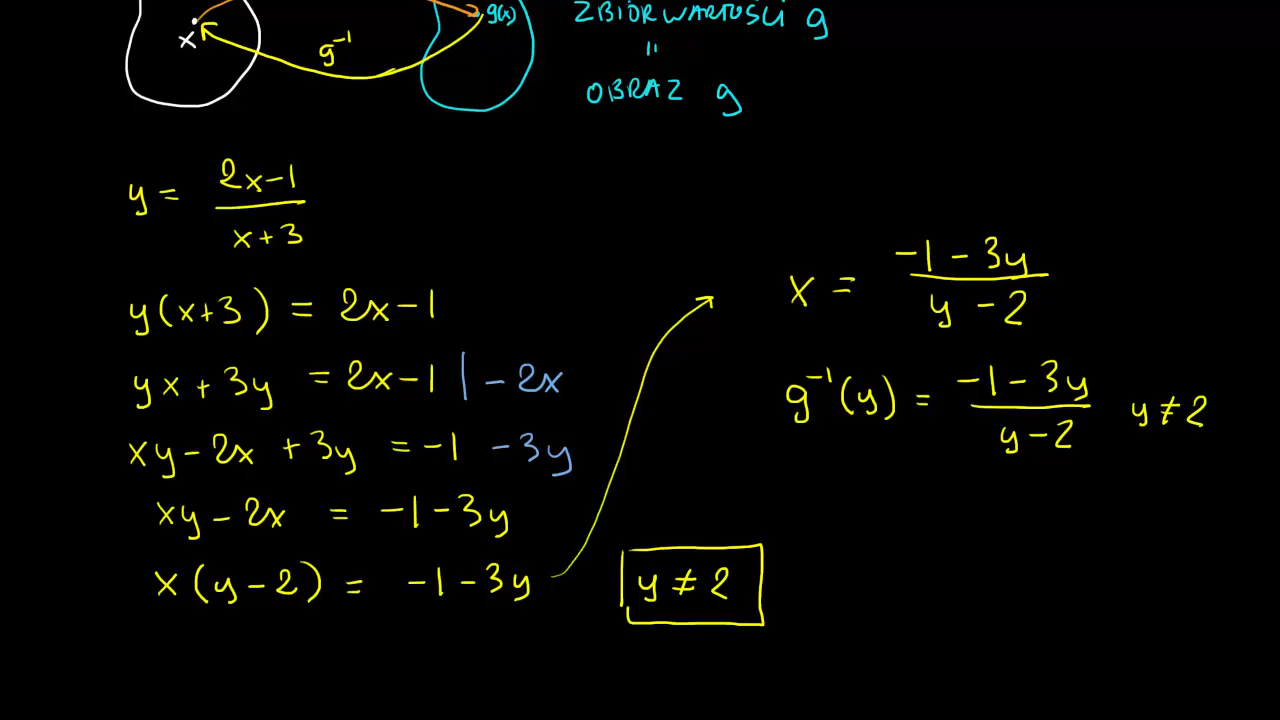 x g⁻¹ g(x) ZBIÓR WARTOŚCI g
"
OBRAZ g
y = (2x-1)/(x+3)
y(x+3) = 2x-1
yx + 3y = 2x-1 | - 2x
xy - 2x + 3y = -1 - 3y
xy - 2x = -1 - 3y
x(y-2) = -1 - 3y
y ≠ 2
x = (-1 - 3y)/(y - 2)
g⁻¹(y) = (-1 - 3y)/(y-2) y ≠ 2